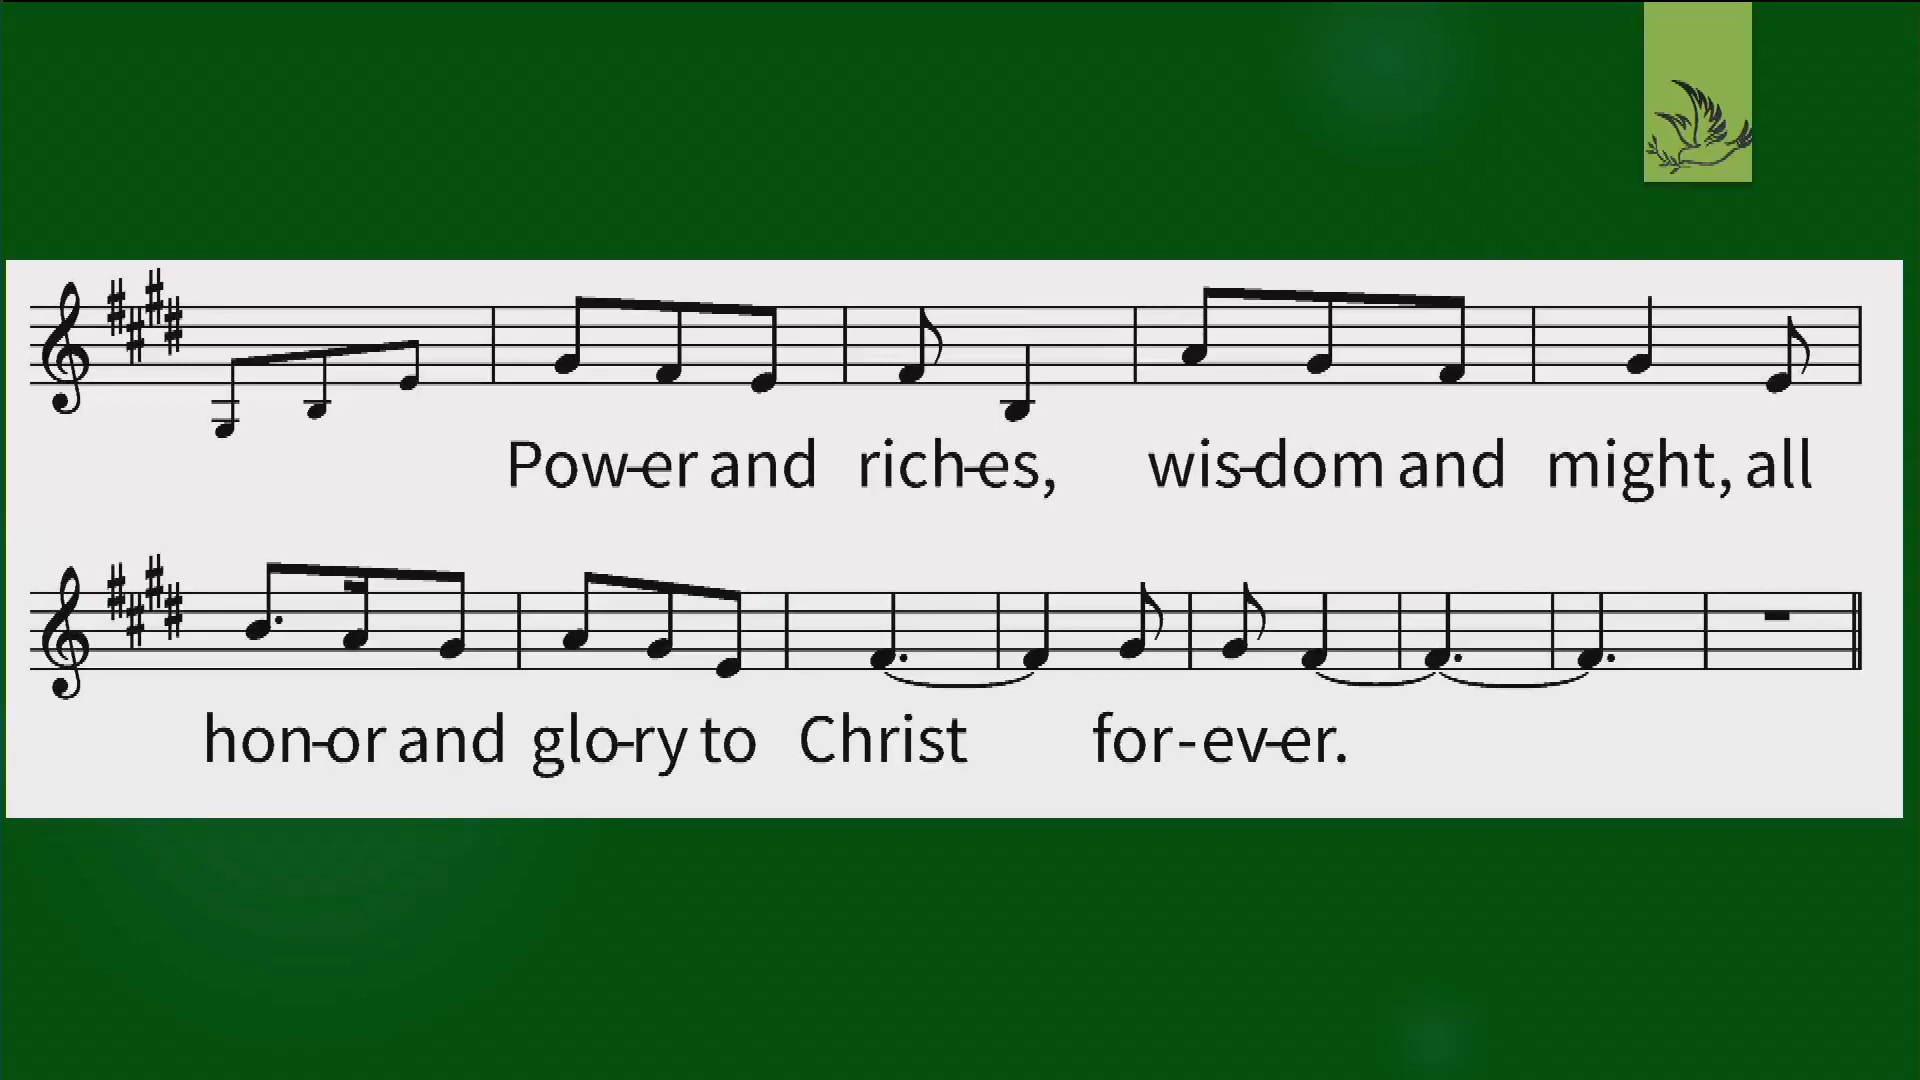 Pow-er and rich-es, wis-dom and might, all
hon-or and glo-ry to Christ for-ev-er.